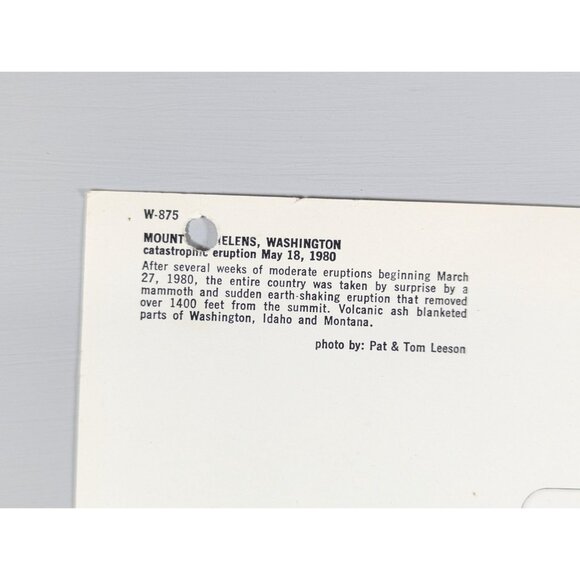 W-875
MOUNT HELENS, WASHINGTON
catastrophic eruption May 18, 1980
After several weeks of moderate eruptions beginning March
27, 1980, the entire country was taken by surprise by a
mammoth and sudden earth-shaking eruption that removed
over 1400 feet from the summit. Volcanic ash blanketed
parts of Washington, Idaho and Montana.
photo by: Pat & Tom Leeson